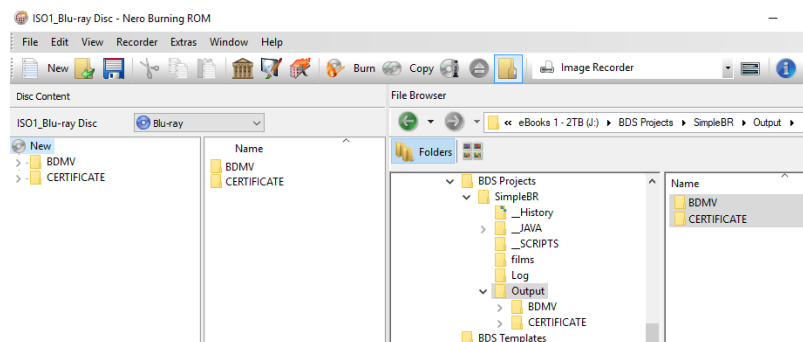 ISO1_Blu-ray Disc - Nero Burning ROM
File Edit View Recorder Extras Window Help
New Burn Copy Image Recorder
Disc Content
ISO1_Blu-ray Disc Blu-ray
New
BDMV
CERTIFICATE
Name
BDMV
CERTIFICATE
File Browser
« eBooks 1 - 2TB (J:) BDS Projects SimpleBR Output
Folders
BDS Projects
SimpleBR
__History
__JAVA
__SCRIPTS
films
Log
Output
BDMV
CERTIFICATE
BDS Templates
Name
BDMV
CERTIFICATE